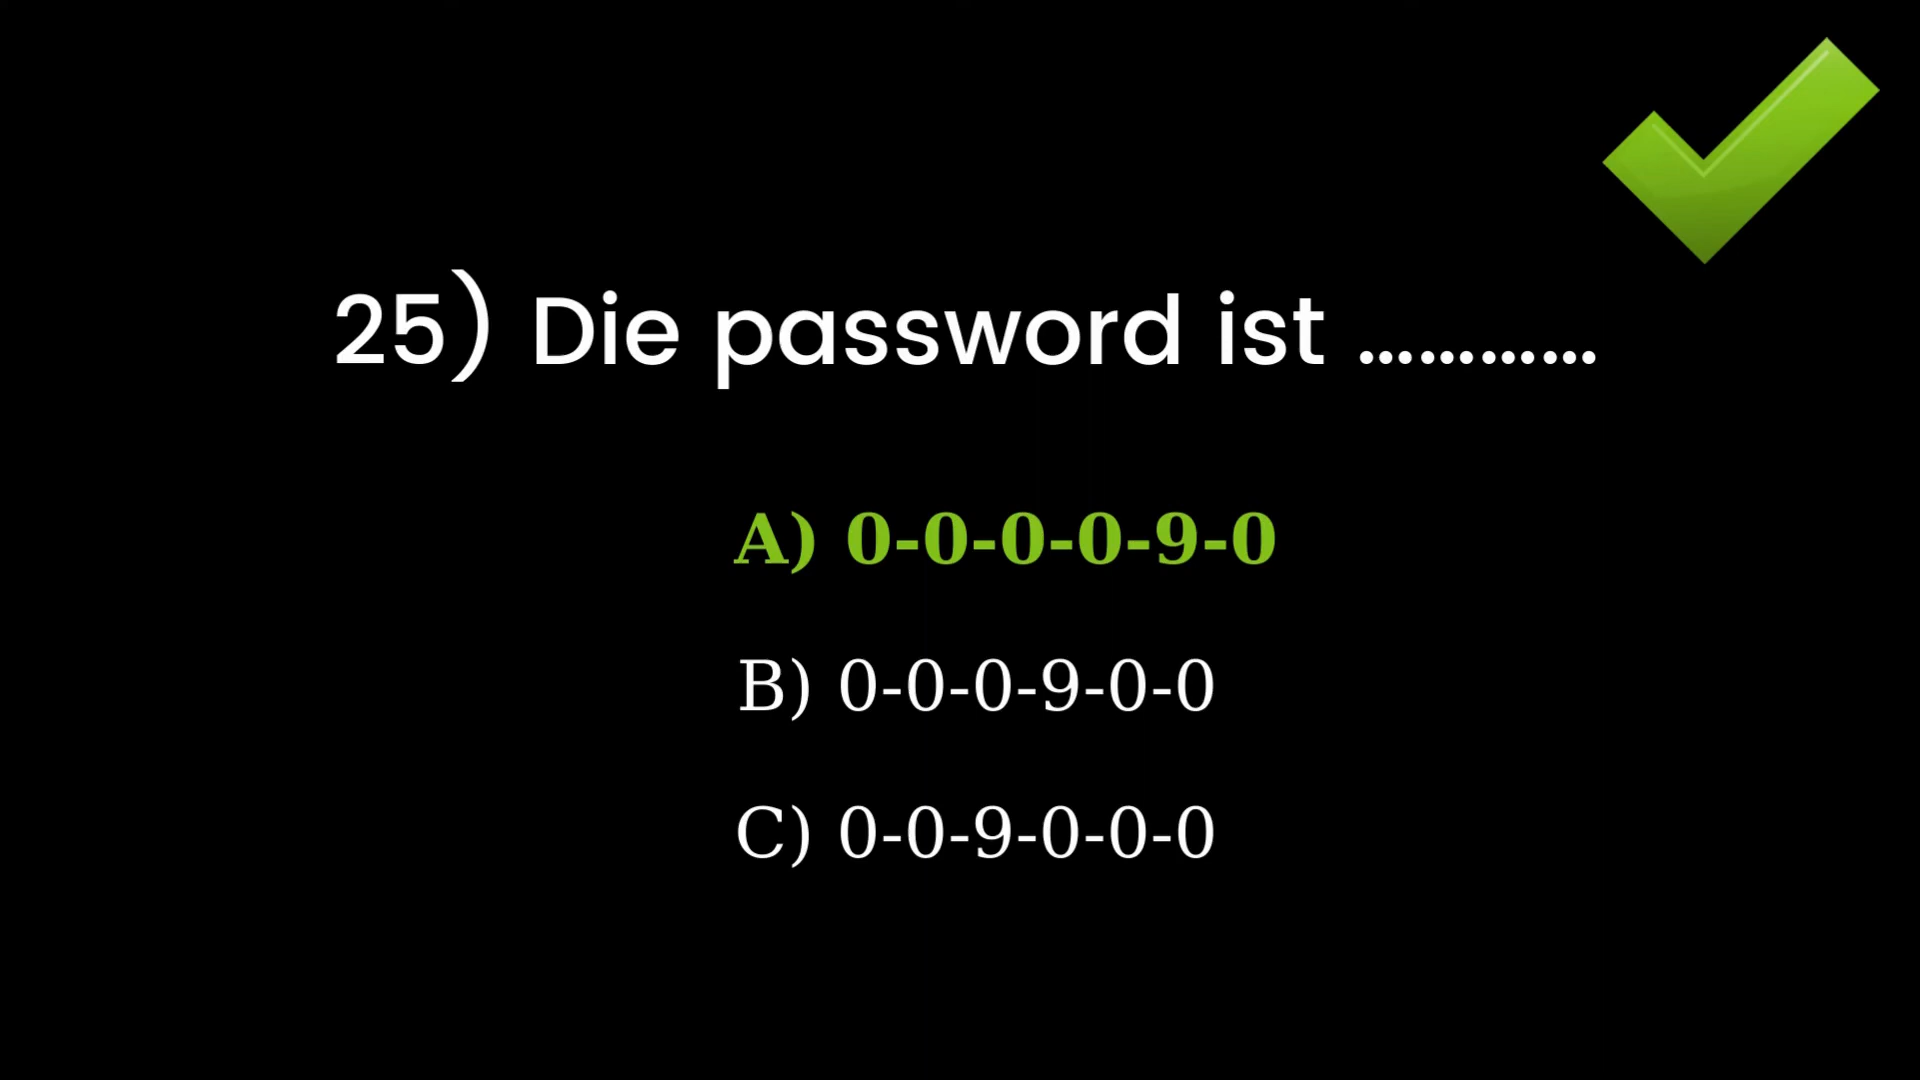 25) Die password ist ............
A) 0-0-0-0-9-0
B) 0-0-0-9-0-0
C) 0-0-9-0-0-0